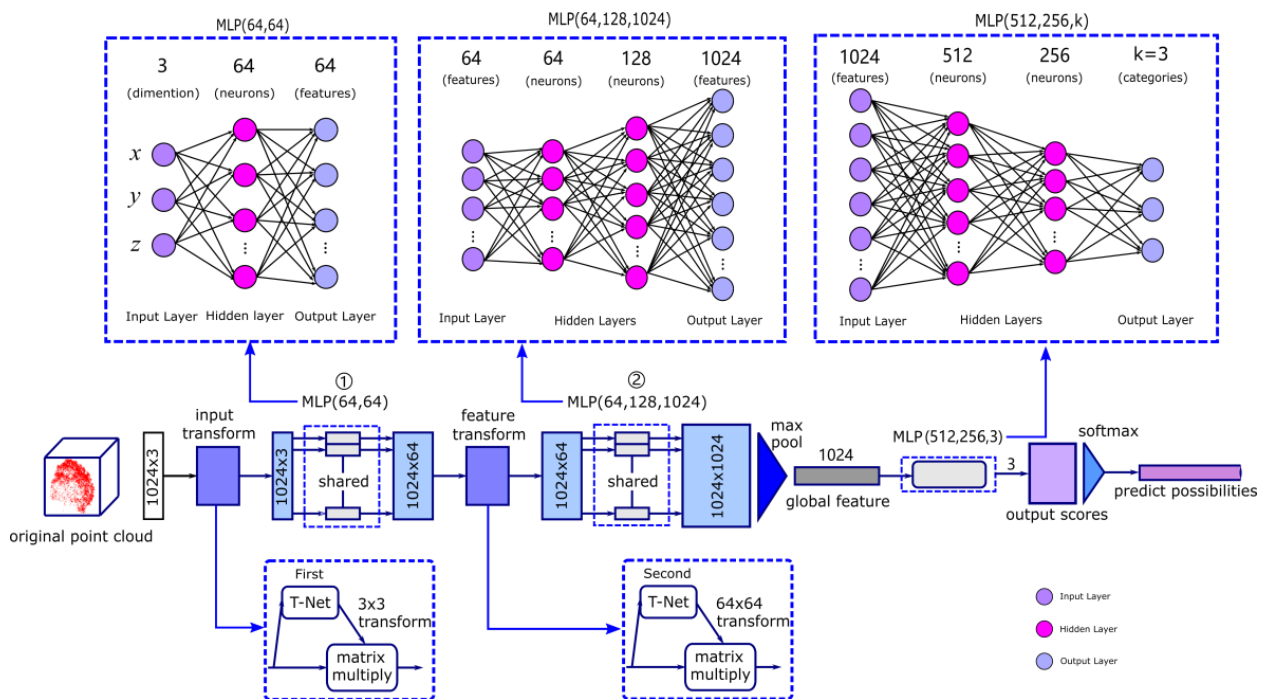 MLP(64,64)
3 64 64
(dimention) (neurons) (features)
x
y
z
Input Layer Hidden layer Output Layer
MLP(64,128,1024)
64 64 128 1024
(features) (neurons) (neurons) (features)
Input Layer Hidden Layers Output Layer
MLP(512,256,k)
1024 512 256 k=3
(features) (neurons) (neurons) (categories)
Input Layer Hidden Layers Output Layer
original point cloud
1024x3
input
transform
1024x3
①
MLP(64,64)
shared
1024x64
feature
transform
1024x64
②
MLP(64,128,1024)
shared
1024x1024
max
pool
1024
global feature
MLP(512,256,3)
3
output scores
softmax
predict possibilities
First
T-Net
3x3
transform
matrix
multiply
Second
T-Net
64x64
transform
matrix
multiply
Input Layer
Hidden Layer
Output Layer